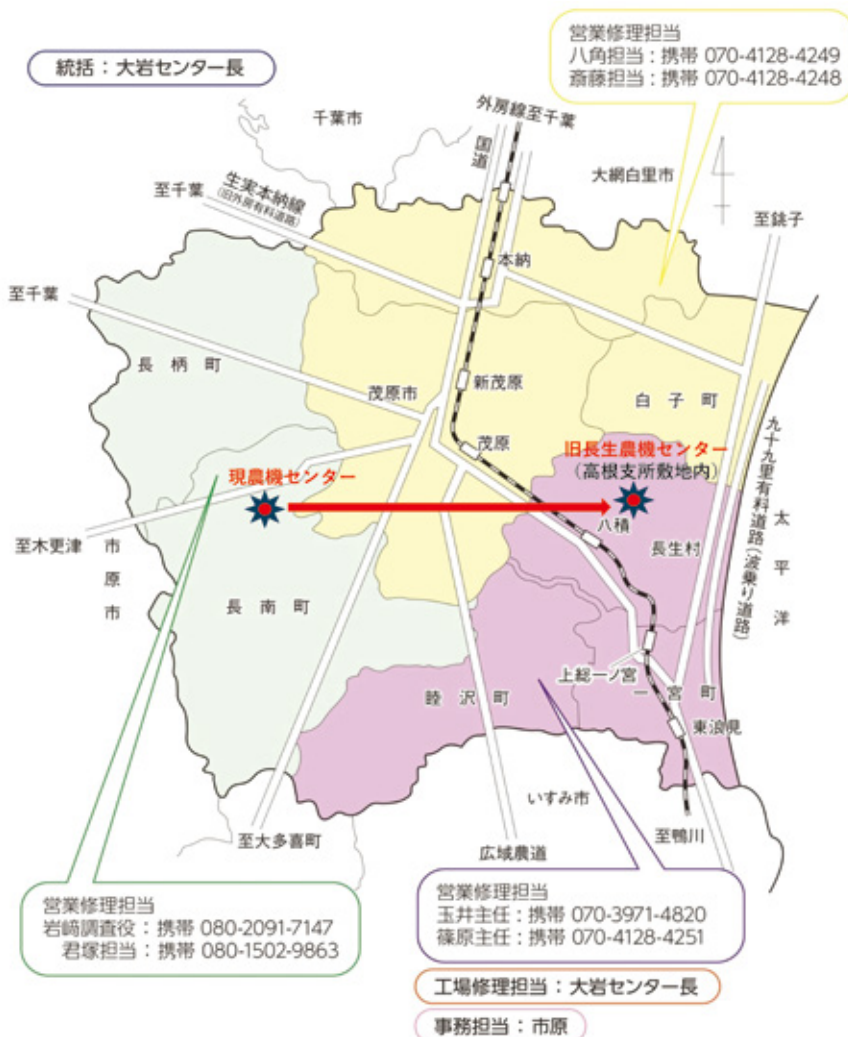 統括：大岩センター長
営業修理担当
八角担当：携帯 070-4128-4249
斎藤担当：携帯 070-4128-4248
外房線至千葉
千葉市
国道
大網白里市
至千葉
生実本納線
(旧外房有料道路)
至銚子
本納
至千葉
長柄町
茂原市
新茂原
白子町
茂原
旧長生農機センター
(高根支所敷地内)
現農機センター
九十九里有料道路(波乗り道路)
太平洋
八積
長生村
至木更津
市原市
長南町
上総一ノ宮
一宮町
睦沢町
東浪見
いすみ市
至大多喜町
広域農道
至鴨川
営業修理担当
岩﨑調査役：携帯 080-2091-7147
君塚担当：携帯 080-1502-9863
営業修理担当
玉井主任：携帯 070-3971-4820
篠原主任：携帯 070-4128-4251
工場修理担当：大岩センター長
事務担当：市原